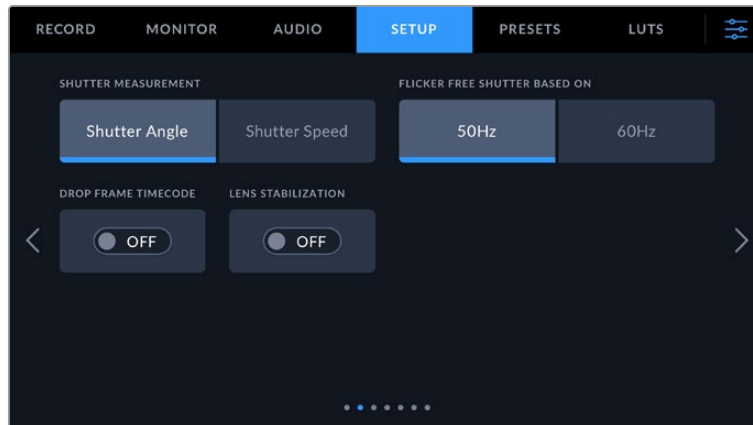 RECORD MONITOR AUDIO SETUP PRESETS LUTS
SHUTTER MEASUREMENT FLICKER FREE SHUTTER BASED ON
Shutter Angle Shutter Speed 50Hz 60Hz
DROP FRAME TIMECODE LENS STABILIZATION
OFF OFF